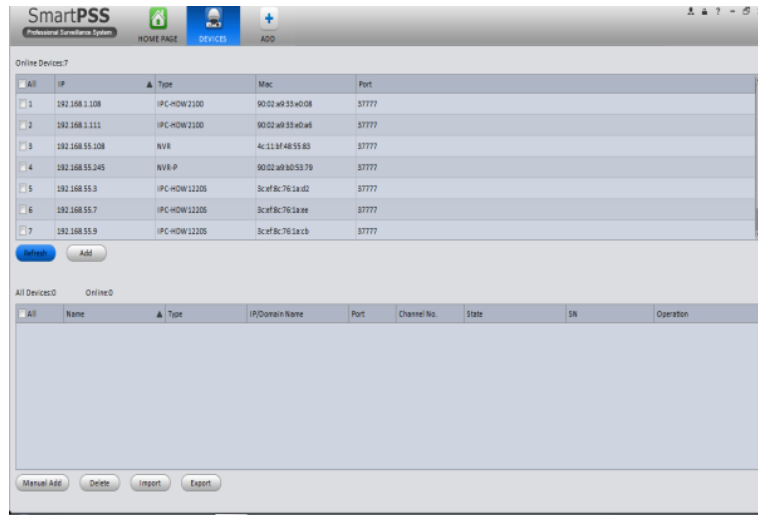 SmartPSS
Professional Surveillance System
HOME PAGE
DEVICES
ADD
Online Devices:7
All IP Type Mac Port
1 192.168.1.108 IPC-HDW2100 90:02:a9:33:e0:08 37777
2 192.168.1.111 IPC-HDW2100 90:02:a9:33:e0:a6 37777
3 192.168.55.108 NVR 4c:11:bf:48:55:83 37777
4 192.168.55.245 NVR-P 90:02:a9:b0:53:79 37777
5 192.168.55.3 IPC-HDW1220S 3c:ef:8c:76:1a:d2 37777
6 192.168.55.7 IPC-HDW1220S 3c:ef:8c:76:1a:ee 37777
7 192.168.55.9 IPC-HDW1220S 3c:ef:8c:76:1a:cb 37777
Refresh Add
All Devices:0 Online:0
All Name Type IP/Domain Name Port Channel No. State SN Operation
Manual Add Delete Import Export